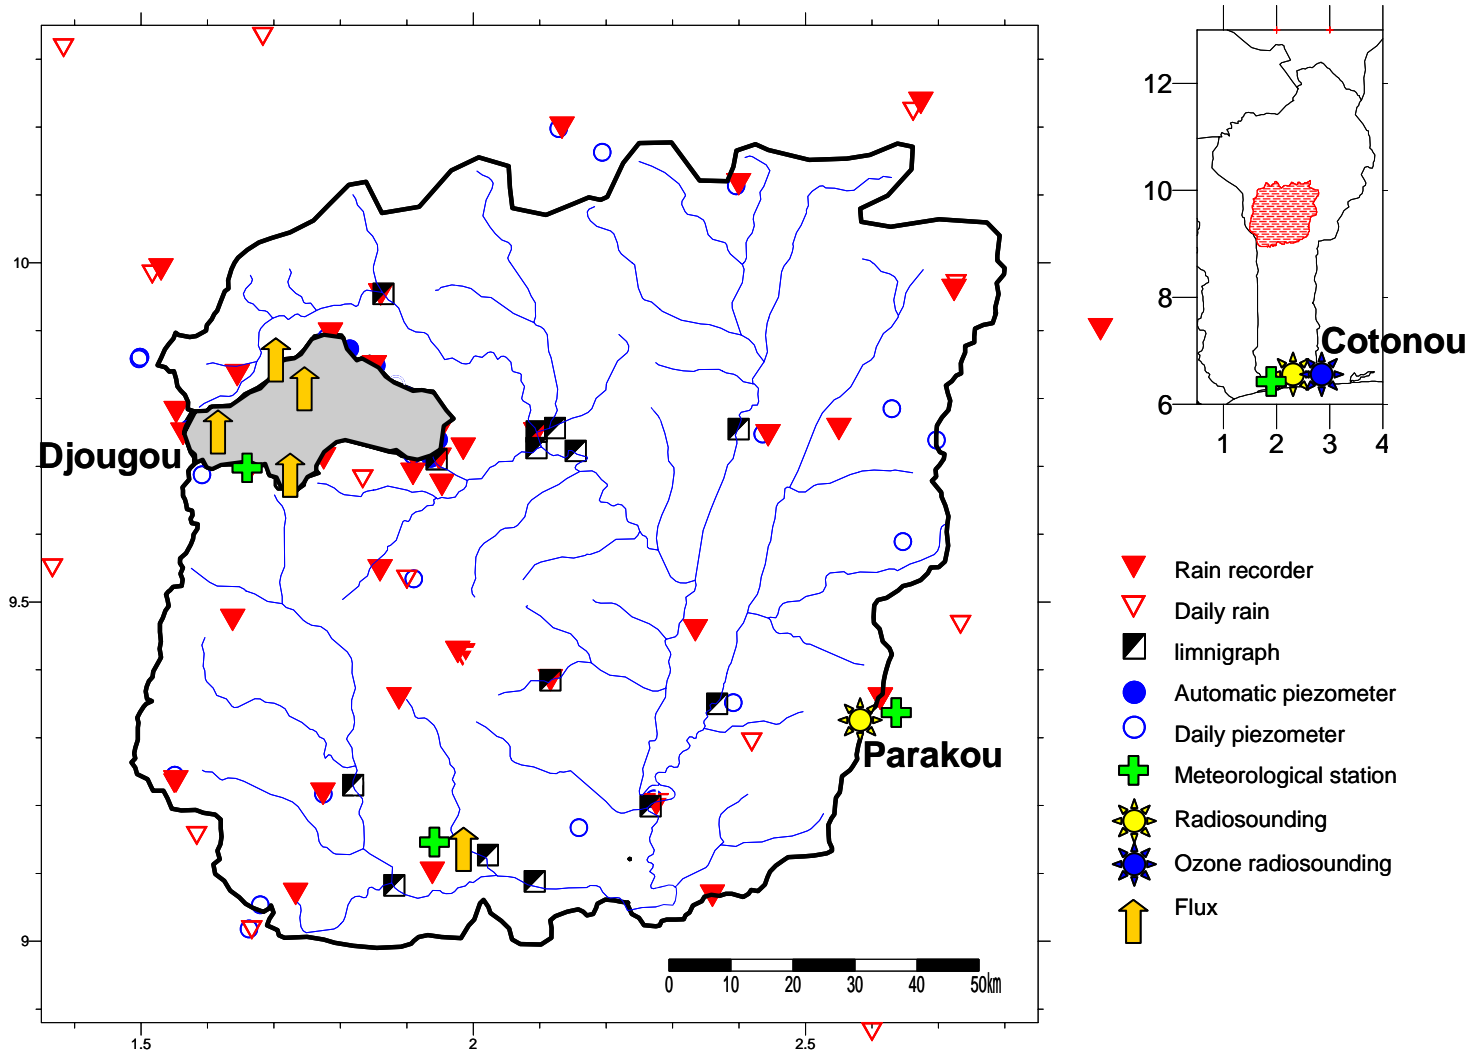 12
10
10
8
Cotonou
6
1 2 3 4
Djougou
9.5
Rain recorder
Daily rain
limnigraph
Automatic piezometer
Daily piezometer
Parakou
Meteorological station
Radiosounding
Ozone radiosounding
Flux
9
0 10 20 30 40 50km
1.5 2 2.5